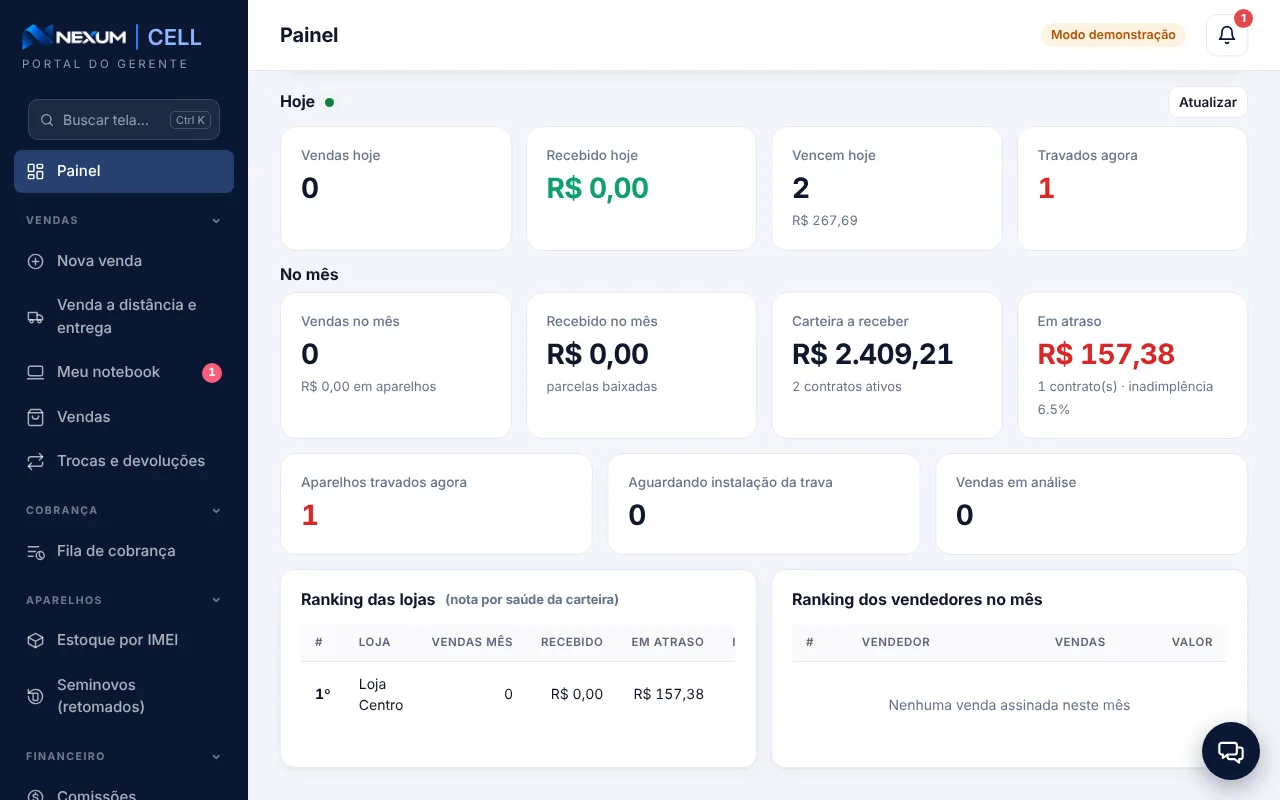 NEXUM | CELL
PORTAL DO GERENTE
Buscar tela... Ctrl K
Painel
VENDAS
Nova venda
Venda a distância e
entrega
Meu notebook 1
Vendas
Trocas e devoluções
COBRANÇA
Fila de cobrança
APARELHOS
Estoque por IMEI
Seminovos
(retomados)
FINANCEIRO
Comissões
Painel
Modo demonstração
1
Hoje
Atualizar
Vendas hoje
0
Recebido hoje
R$ 0,00
Vencem hoje
2
R$ 267,69
Travados agora
1
No mês
Vendas no mês
0
R$ 0,00 em aparelhos
Recebido no mês
R$ 0,00
parcelas baixadas
Carteira a receber
R$ 2.409,21
2 contratos ativos
Em atraso
R$ 157,38
1 contrato(s) · inadimplência
6.5%
Aparelhos travados agora
1
Aguardando instalação da trava
0
Vendas em análise
0
Ranking das lojas (nota por saúde da carteira)
# LOJA VENDAS MÊS RECEBIDO EM ATRASO
1º Loja Centro 0 R$ 0,00 R$ 157,38
Ranking dos vendedores no mês
# VENDEDOR VENDAS VALOR
Nenhuma venda assinada neste mês